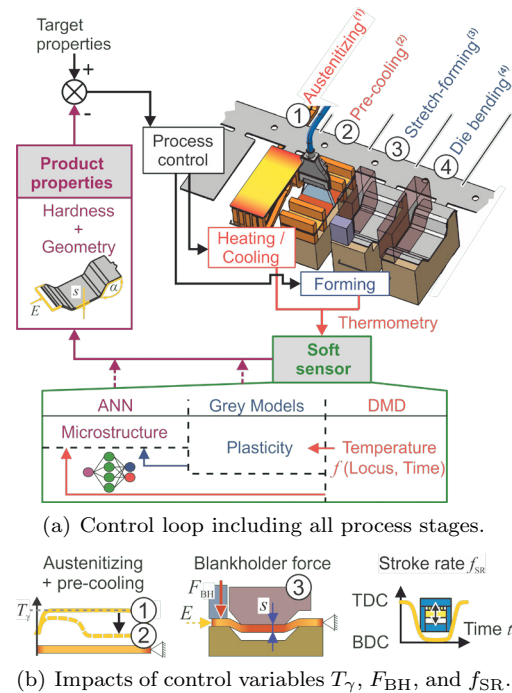 Target
properties
+
-
Austenitizing(1)
Pre-cooling(2)
Stretch-forming(3)
Die bending(4)
1
2
3
4
Process
control
Product
properties
Hardness
+
Geometry
E
s
α
Heating /
Cooling
Forming
Thermometry
Soft
sensor
ANN
Grey Models
DMD
Microstructure
Plasticity
Temperature
f (Locus, Time)
(a) Control loop including all process stages.
Austenitizing
+ pre-cooling
Tγ
1
2
Blankholder force
FBH
3
s
E
Stroke rate fSR
TDC
BDC
Time t
(b) Impacts of control variables Tγ, FBH, and fSR.